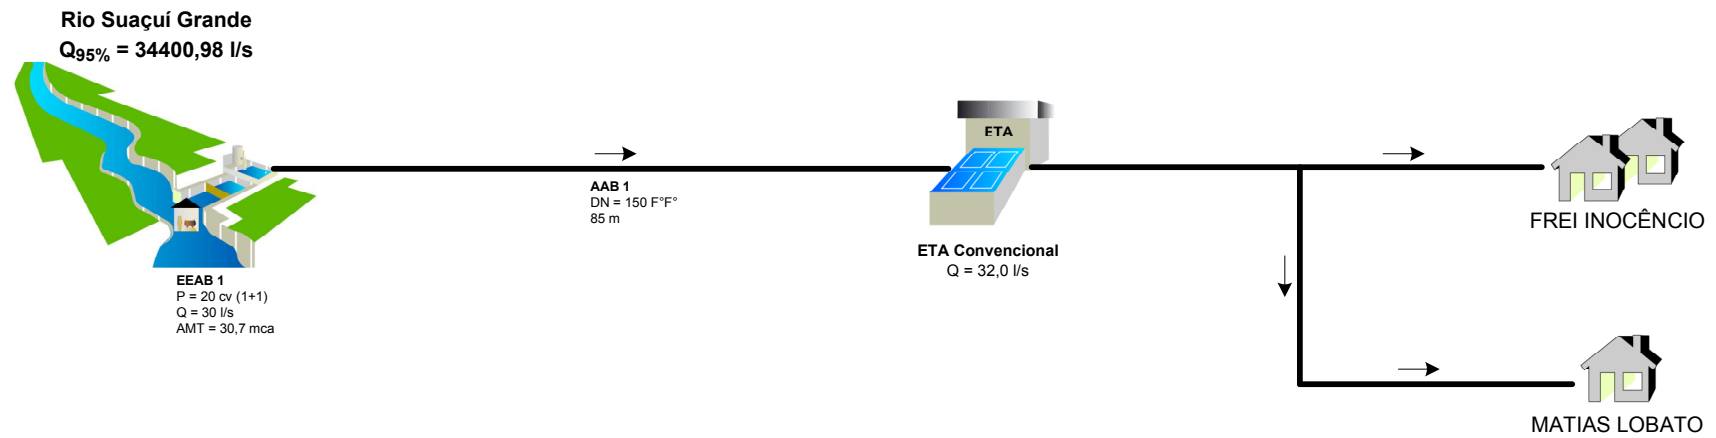 Rio Suaçuí Grande
Q95% = 34400,98 l/s
ETA
AAB 1
DN = 150 F°F°
85 m
FREI INOCÊNCIO
ETA Convencional
Q = 32,0 l/s
EEAB 1
P = 20 cv (1+1)
Q = 30 l/s
AMT = 30,7 mca
MATIAS LOBATO